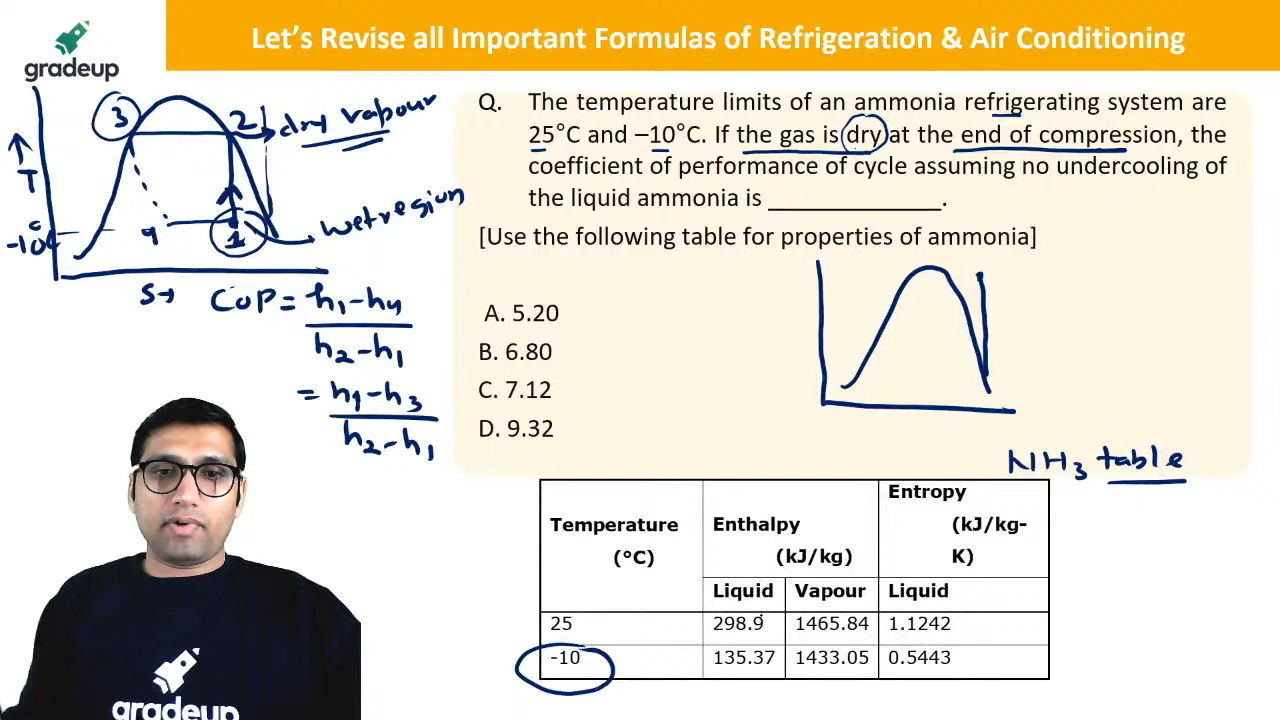 Let's Revise all Important Formulas of Refrigeration & Air Conditioning
gradeup
3
2
dry vapour
T
-10°c
4
1
wet region
S→
COP = h1-h4
h2-h1
= h1-h3
h2-h1
Q. The temperature limits of an ammonia refrigerating system are
25°C and –10°C. If the gas is dry at the end of compression, the
coefficient of performance of cycle assuming no undercooling of
the liquid ammonia is ______________.
[Use the following table for properties of ammonia]
A. 5.20
B. 6.80
C. 7.12
D. 9.32
NH3 table
Temperature (°C) Enthalpy (kJ/kg) Entropy (kJ/kg-K)
Liquid Vapour Liquid
25 298.9 1465.84 1.1242
-10 135.37 1433.05 0.5443
gradeup